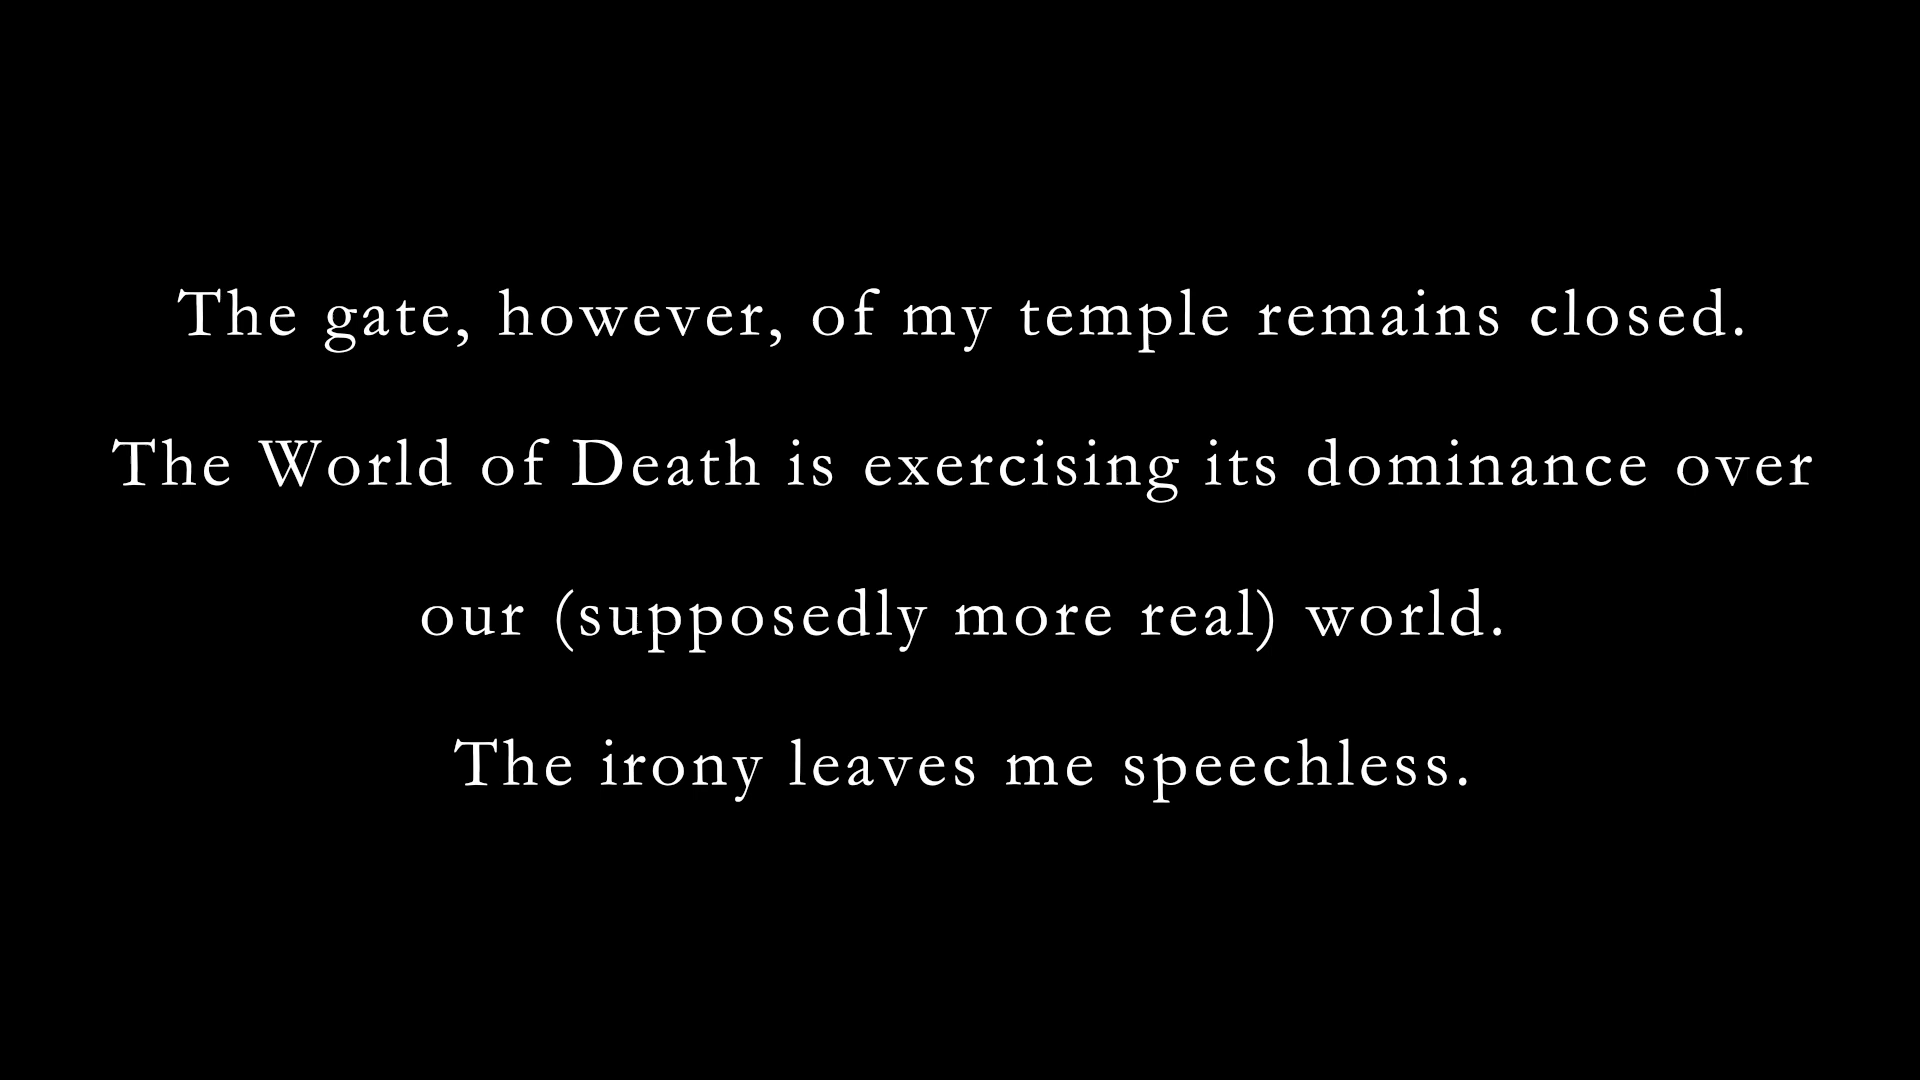 The gate, however, of my temple remains closed.
The World of Death is exercising its dominance over
our (supposedly more real) world.
The irony leaves me speechless.